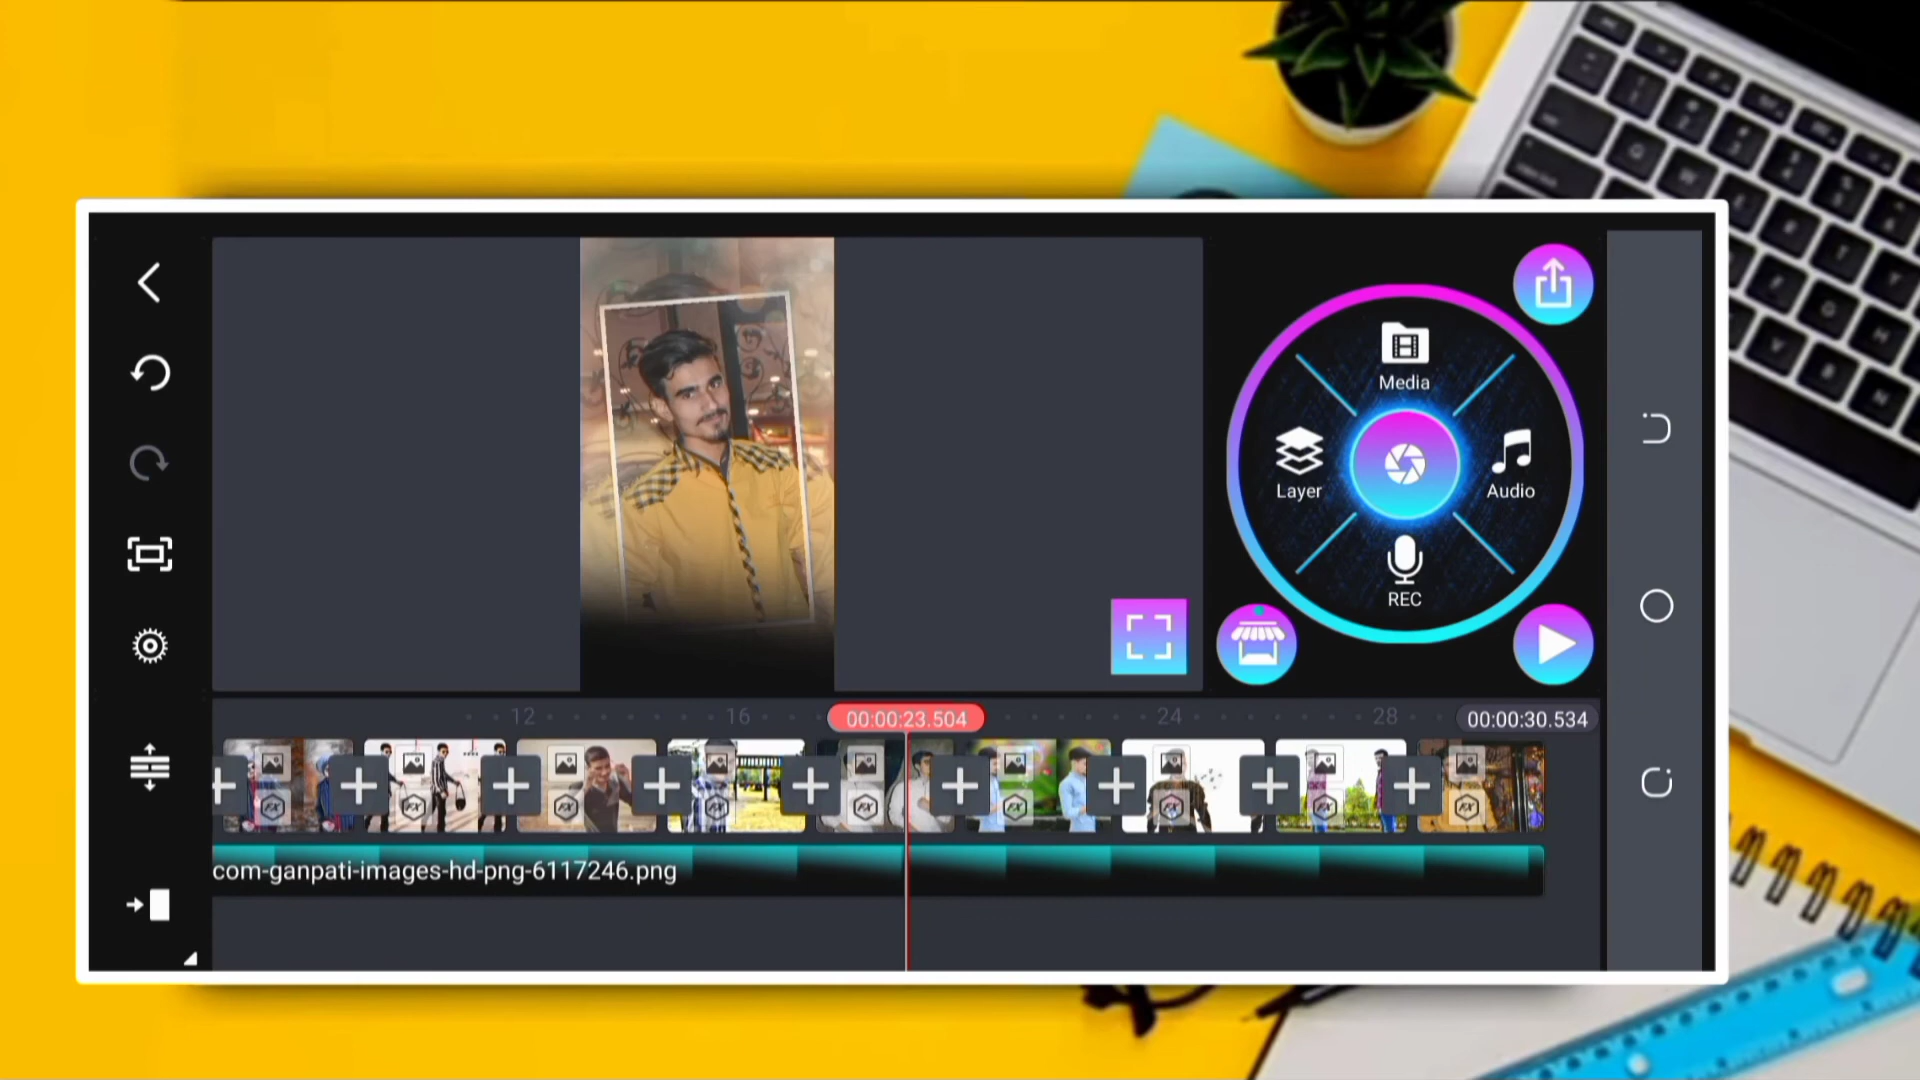 Media
Layer
Audio
REC
12
16
00:00:23.504
24
28
00:00:30.534
com-ganpati-images-hd-png-6117246.png